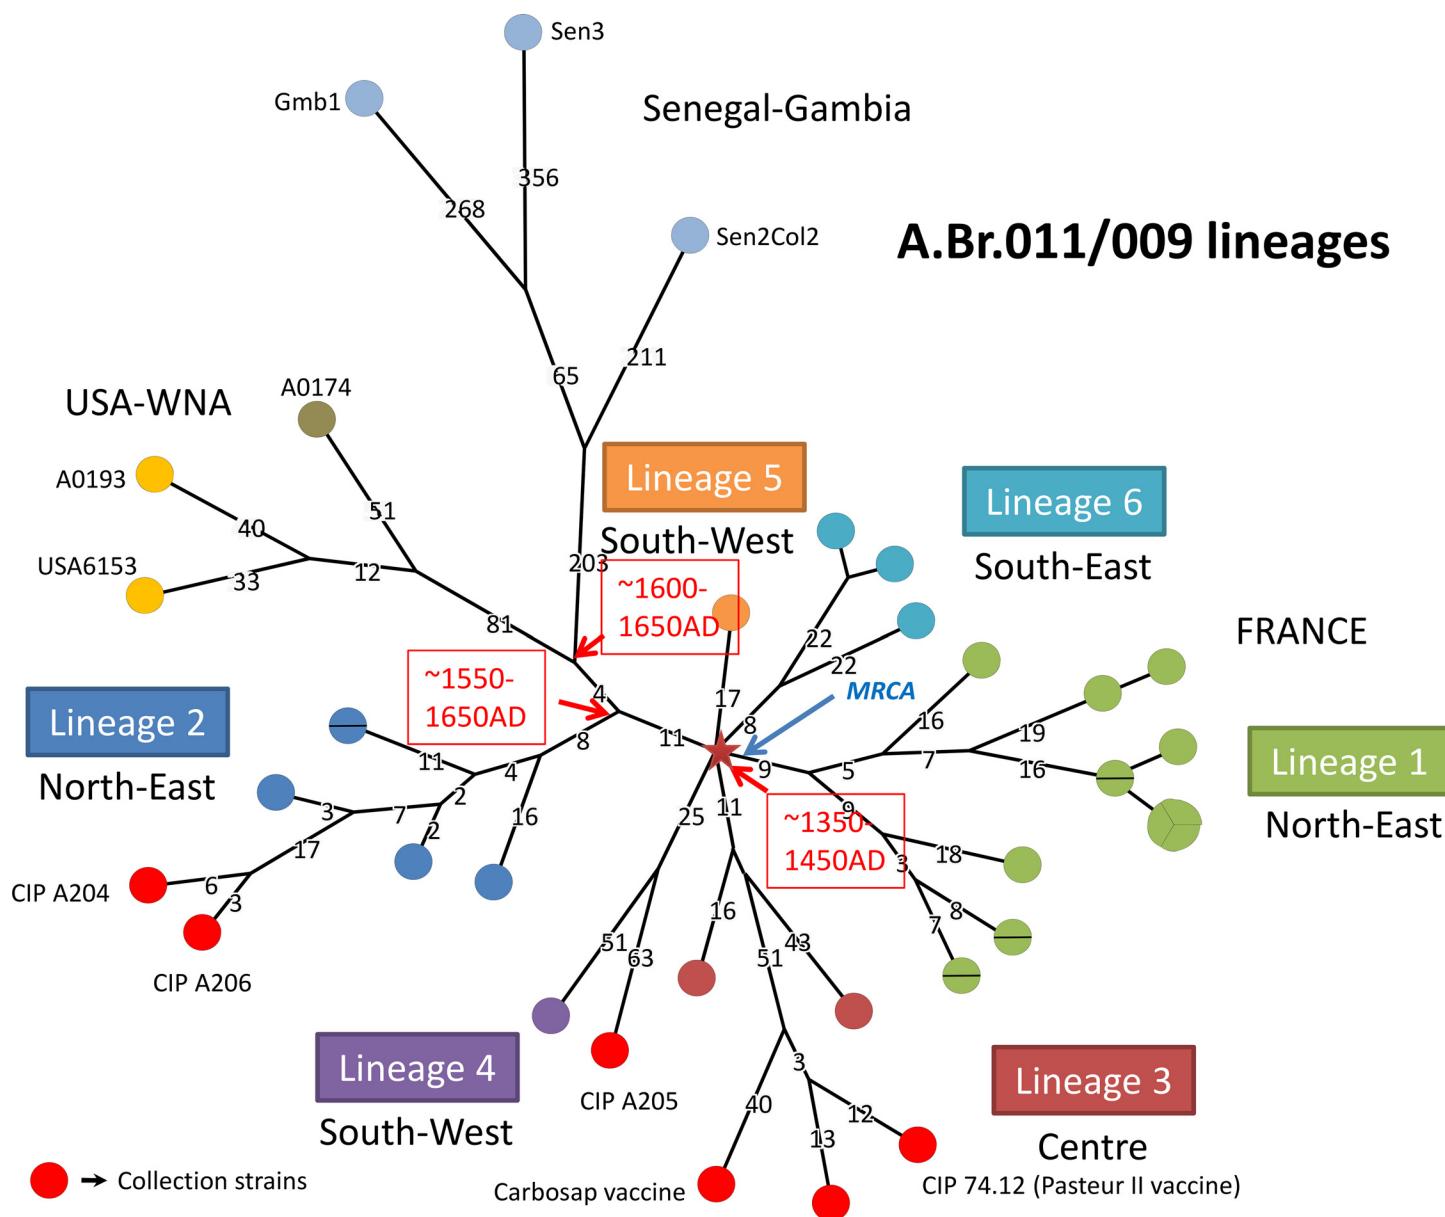 Sen3
Gmb1
Senegal-Gambia
356
268
Sen2Col2
A.Br.011/009 lineages
211
65
A0174
USA-WNA
A0193
Lineage 5
Lineage 6
51
40
South-West
USA6153
203
12
33
South-East
~1600-
1650AD
81
FRANCE
22
22
~1550-
1650AD
4
17
MRCA
Lineage 2
8
16
19
8
11
9
5
7
16
Lineage 1
North-East
11
4
3
7
2
2
16
25
11
~1350-
1450AD
9
North-East
17
18
3
CIP A204
6
3
16
8
7
51
63
51
43
CIP A206
Lineage 4
CIP A205
3
Lineage 3
South-West
40
13
12
Centre
Collection strains
Carbosap vaccine
CIP 74.12 (Pasteur II vaccine)